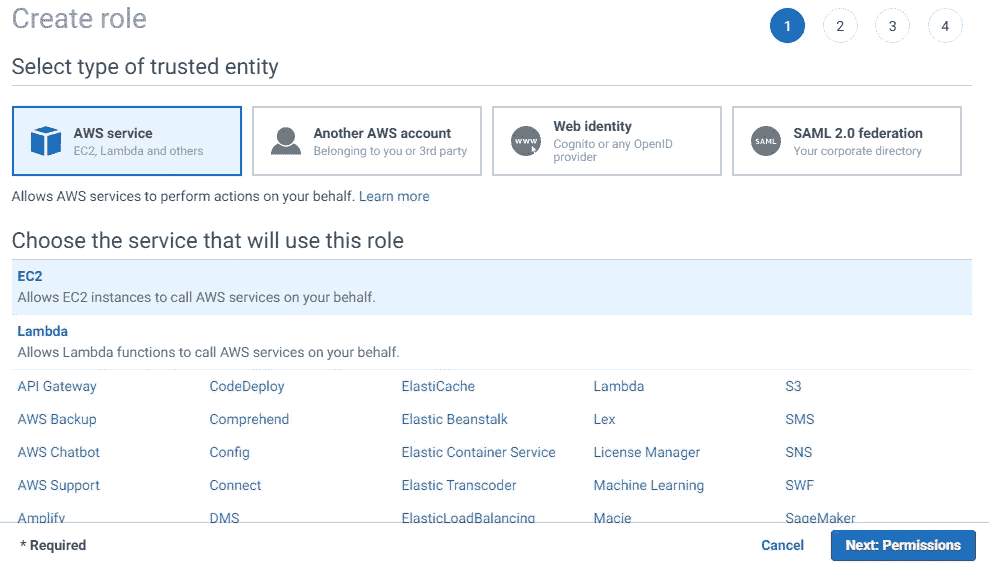 Create role
1 2 3 4
Select type of trusted entity
AWS service
EC2, Lambda and others
Another AWS account
Belonging to you or 3rd party
www
Web identity
Cognito or any OpenID
provider
SAML
SAML 2.0 federation
Your corporate directory
Allows AWS services to perform actions on your behalf. Learn more
Choose the service that will use this role
EC2
Allows EC2 instances to call AWS services on your behalf.
Lambda
Allows Lambda functions to call AWS services on your behalf.
API Gateway CodeDeploy ElastiCache Lambda S3
AWS Backup Comprehend Elastic Beanstalk Lex SMS
AWS Chatbot Config Elastic Container Service License Manager SNS
AWS Support Connect Elastic Transcoder Machine Learning SWF
Amplify DMS ElasticLoadBalancing Macie SageMaker
* Required Cancel Next: Permissions